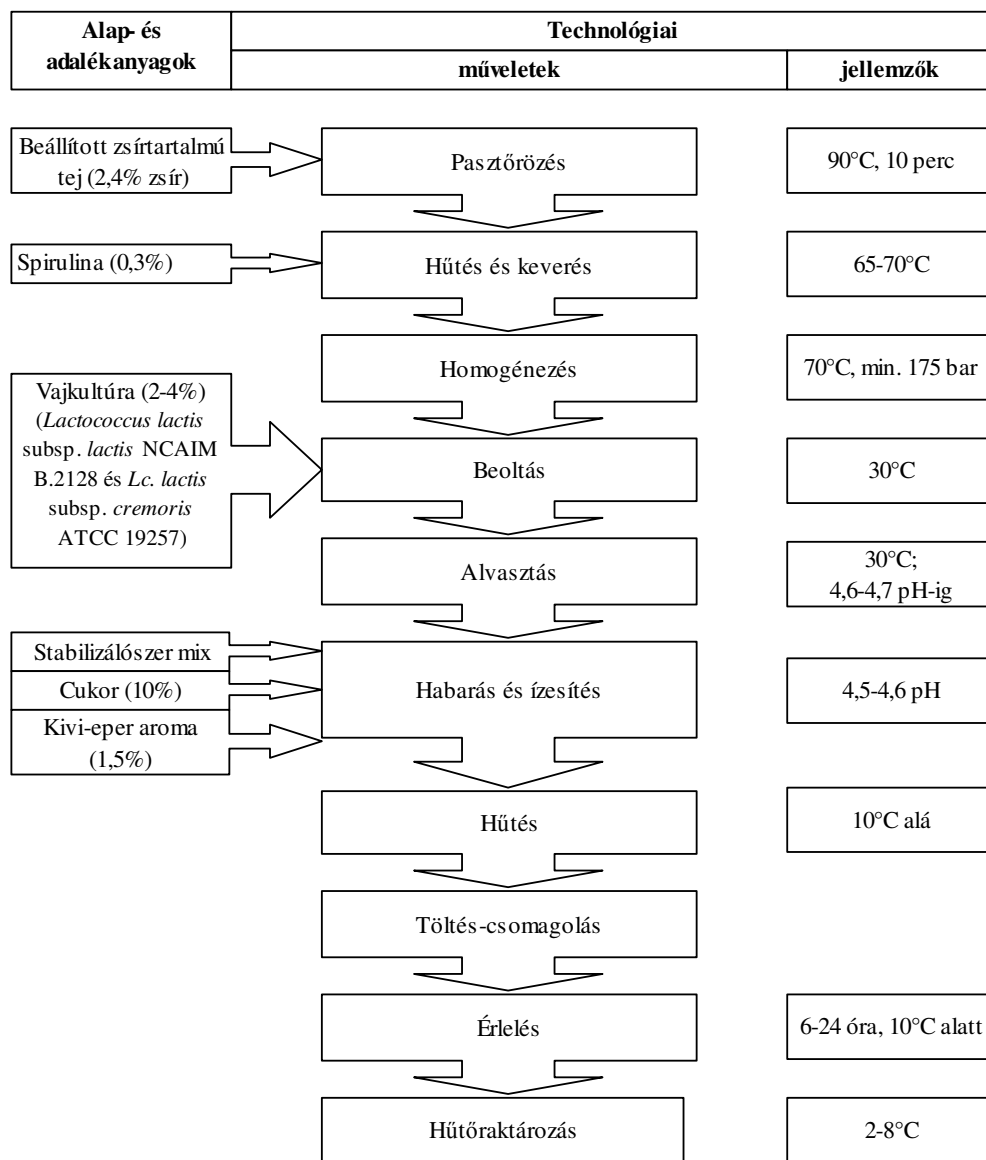 Alap- és
adalékanyagok
Technológiai
műveletek
jellemzők
Beállított zsírtartalmú
tej (2,4% zsír)
Pasztőrözés
90°C, 10 perc
Spirulina (0,3%)
Hűtés és keverés
65-70°C
Homogénezés
70°C, min. 175 bar
Vajkultúra (2-4%)
(Lactococcus lactis
subsp. lactis NCAIM
B.2128 és Lc. lactis
subsp. cremoris
ATCC 19257)
Beoltás
30°C
Alvasztás
30°C;
4,6-4,7 pH-ig
Stabilizálószer mix
Cukor (10%)
Kivi-eper aroma
(1,5%)
Habarás és ízesítés
4,5-4,6 pH
Hűtés
10°C alá
Töltés-csomagolás
Érlelés
6-24 óra, 10°C alatt
Hűtőraktározás
2-8°C